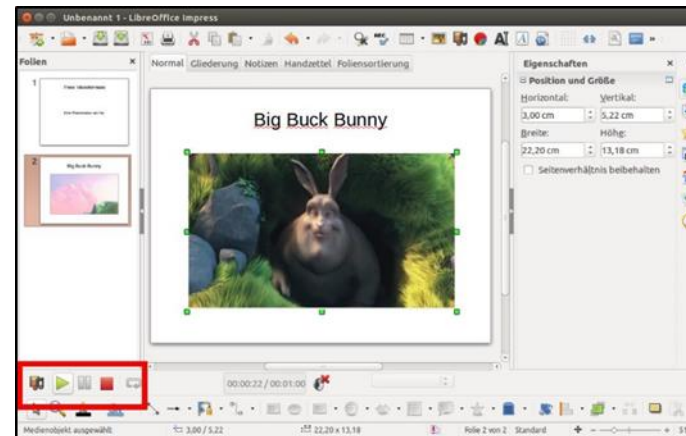 Unbenannt 1 - LibreOffice Impress
Folien
Normal Gliederung Notizen Handzettel Foliensortierung
Eigenschaften
Position und Größe
Horizontal: Vertikal:
3,00 cm 5,22 cm
Breite: Höhe:
22,20 cm 13,18 cm
Seitenverhältnis beibehalten
1
2
Big Buck Bunny
Big Buck Bunny
00:00:22 / 00:01:00
Medienobjekt ausgewählt 3,00 / 5,22 22,20 x 13,18 Folie 2 von 2 Standard